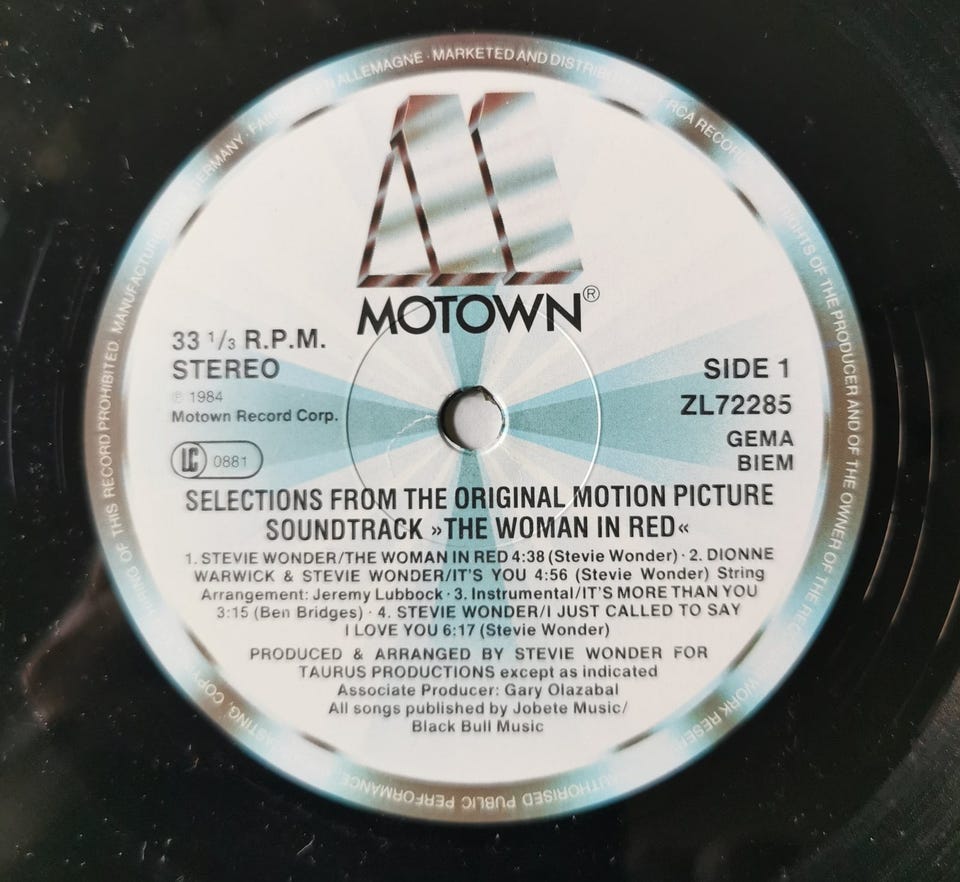 ALLEMAGNE · MARKETED AND
RCA
RIGHTS OF THE PRODUCER AND OF THE OWNER OF THE
WORK
AUTHORISED PUBLIC PERFORMANCE
OF THIS RECORD PROHIBITED.
MOTOWN®
33 1/3 R.P.M.
STEREO
℗ 1984
Motown Record Corp.
LC 0881
SIDE 1
ZL72285
GEMA
BIEM
SELECTIONS FROM THE ORIGINAL MOTION PICTURE
SOUNDTRACK »THE WOMAN IN RED«
1. STEVIE WONDER/THE WOMAN IN RED 4:38 (Stevie Wonder) · 2. DIONNE
WARWICK & STEVIE WONDER/IT'S YOU 4:56 (Stevie Wonder) String
Arrangement: Jeremy Lubbock · 3. Instrumental/IT'S MORE THAN YOU
3:15 (Ben Bridges) · 4. STEVIE WONDER/I JUST CALLED TO SAY
I LOVE YOU 6:17 (Stevie Wonder)
PRODUCED & ARRANGED BY STEVIE WONDER FOR
TAURUS PRODUCTIONS except as indicated
Associate Producer: Gary Olazabal
All songs published by Jobete Music/
Black Bull Music